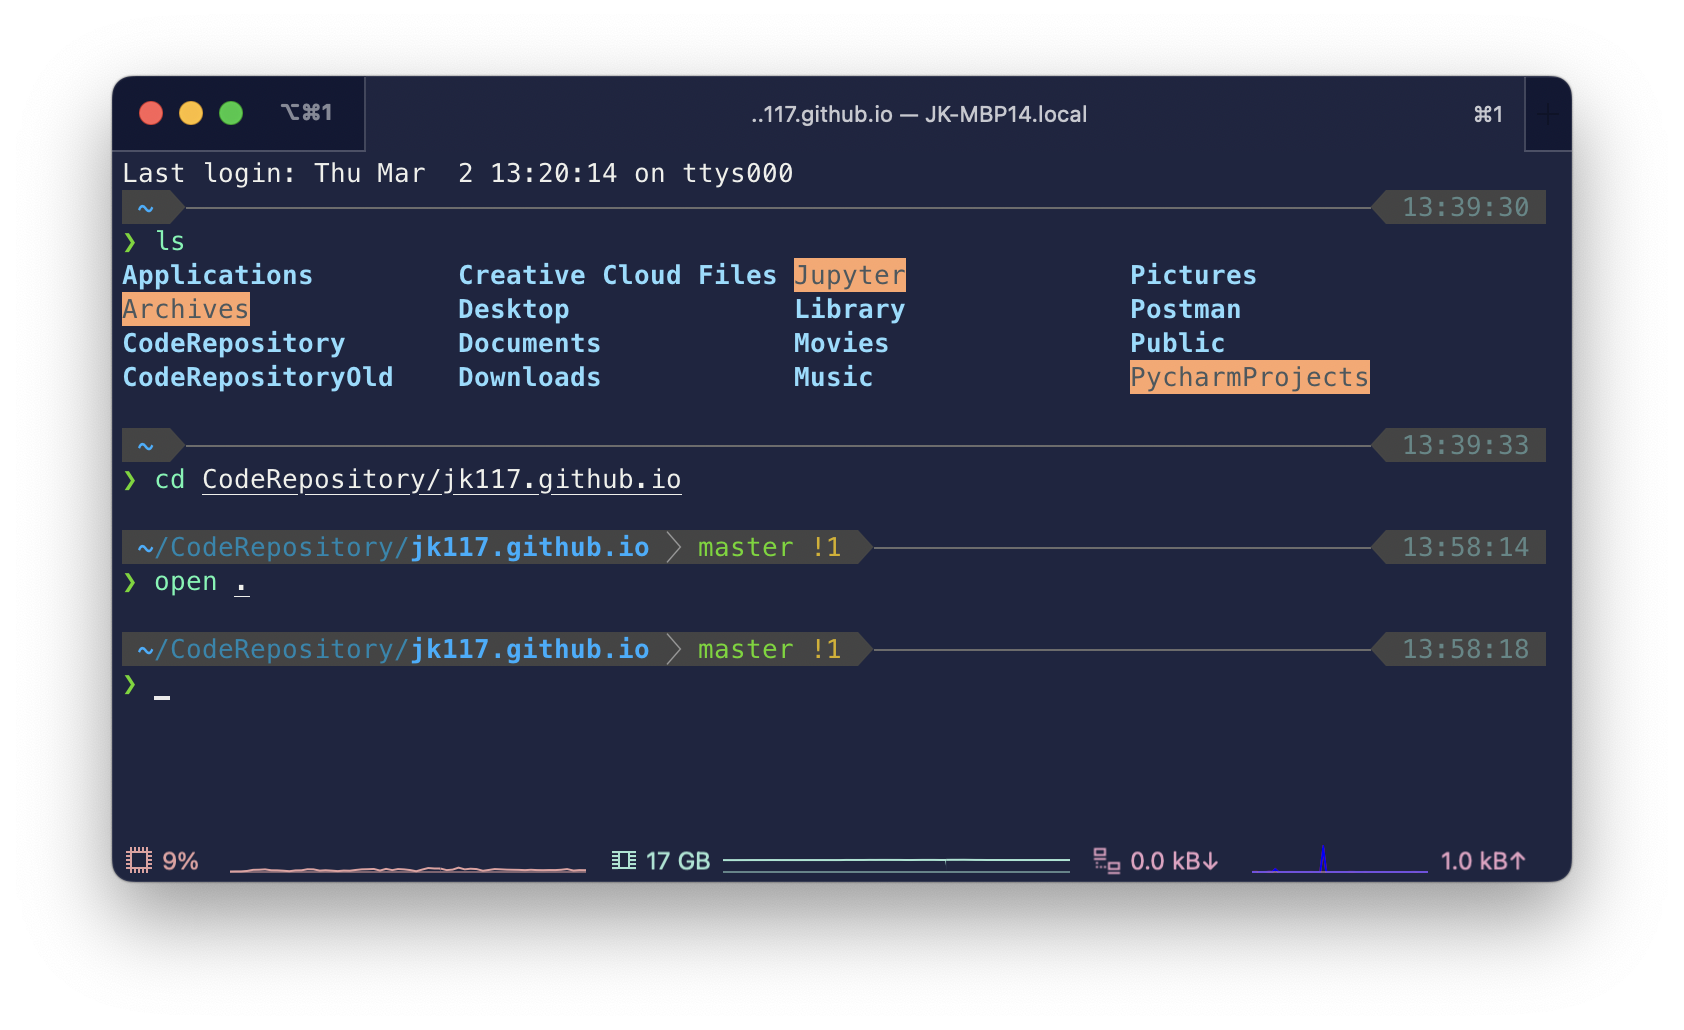 ⌥⌘1 ..117.github.io — JK-MBP14.local ⌘1
Last login: Thu Mar  2 13:20:14 on ttys000
~ 13:39:30
❯ ls
Applications Creative Cloud Files Jupyter Pictures
Archives Desktop Library Postman
CodeRepository Documents Movies Public
CodeRepositoryOld Downloads Music PycharmProjects
~ 13:39:33
❯ cd CodeRepository/jk117.github.io
~/CodeRepository/jk117.github.io master !1 13:58:14
❯ open .
~/CodeRepository/jk117.github.io master !1 13:58:18
❯ _
9% 17 GB 0.0 kB↓ 1.0 kB↑